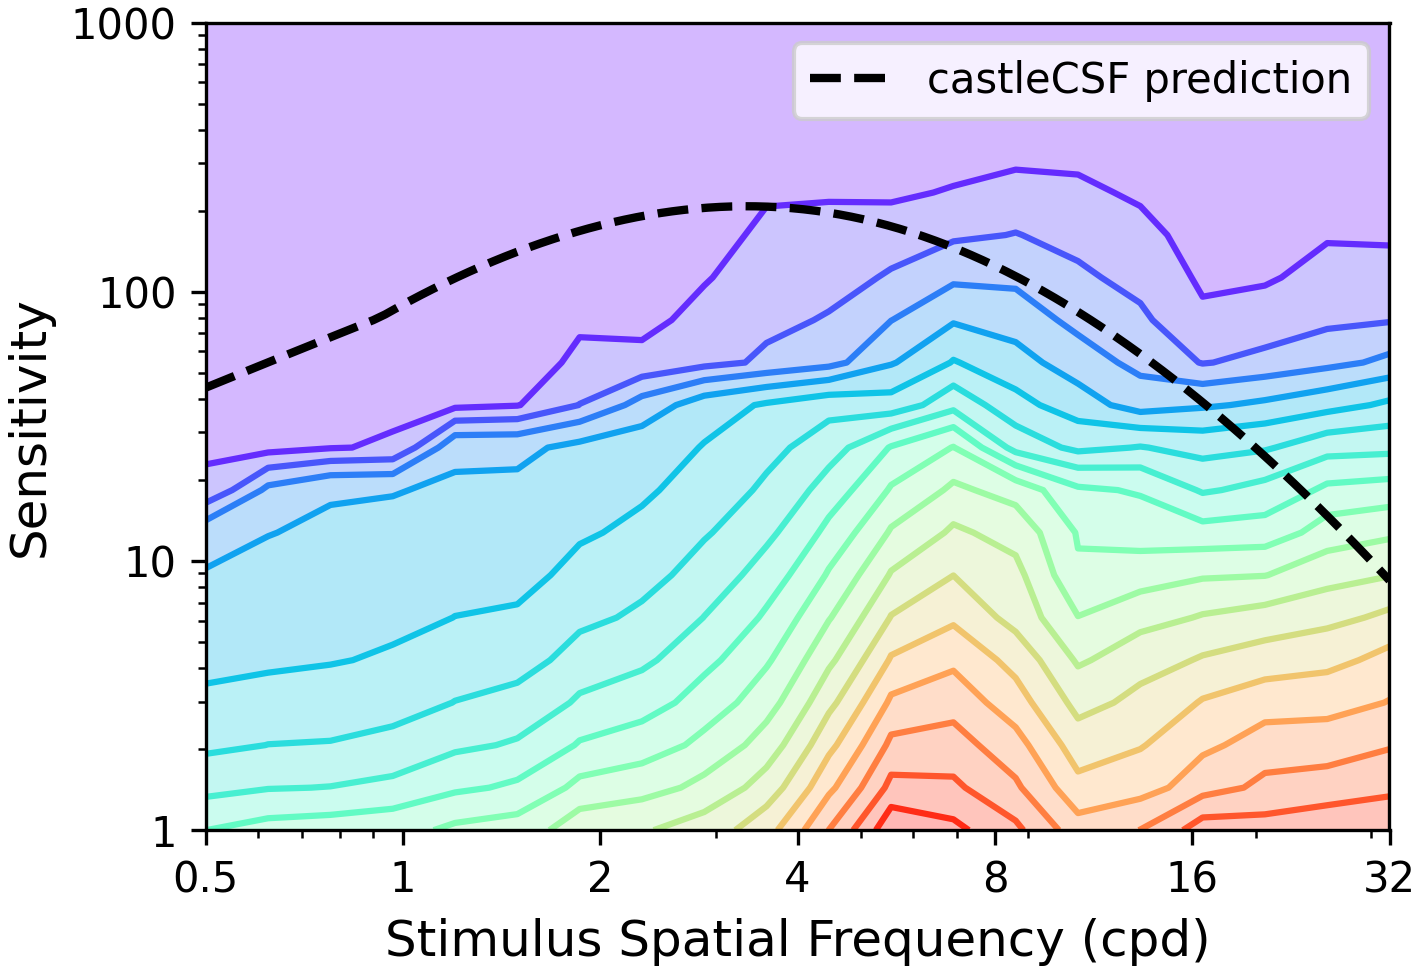 1000
100
10
1
Sensitivity
castleCSF prediction
0.5 1 2 4 8 16 32
Stimulus Spatial Frequency (cpd)